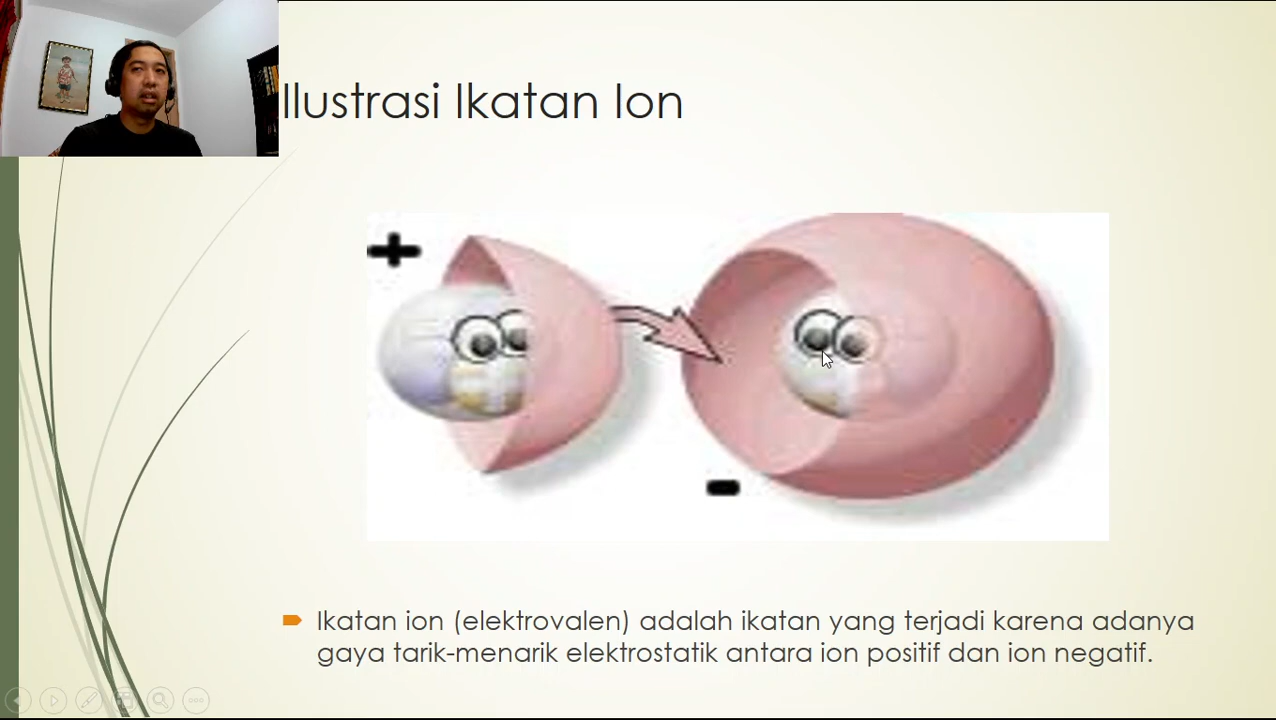 Ilustrasi Ikatan Ion
+
-
Ikatan ion (elektrovalen) adalah ikatan yang terjadi karena adanya
gaya tarik-menarik elektrostatik antara ion positif dan ion negatif.